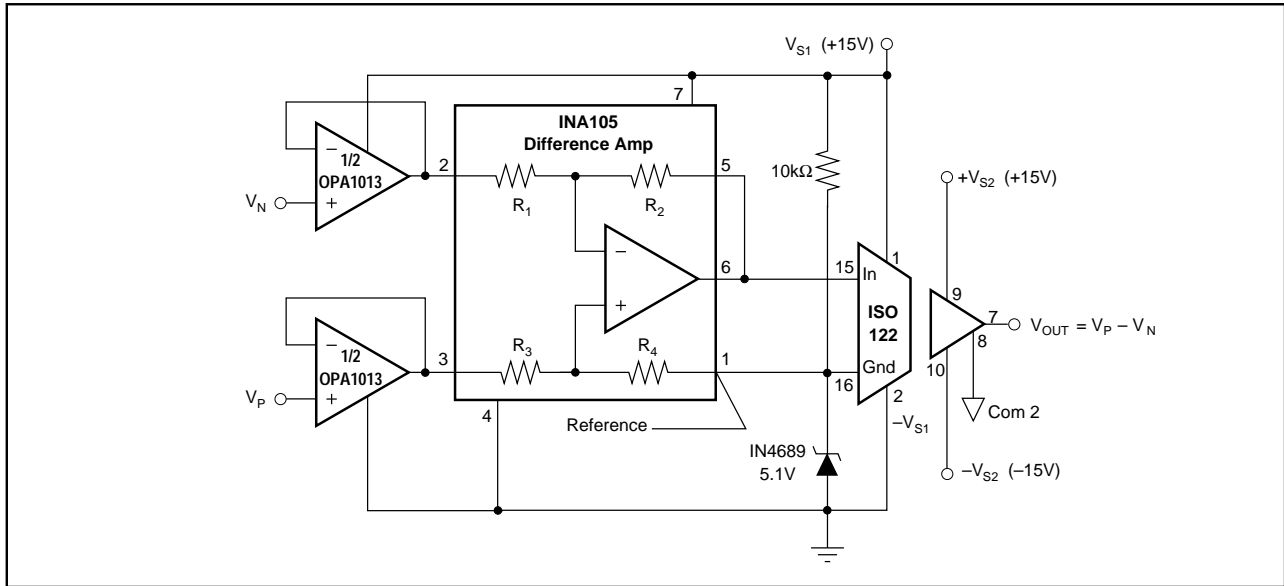 V_S1 (+15V)
7
INA105
Difference Amp
1/2
OPA1013
−
+
V_N
2
5
10kΩ
R_1
R_2
+V_S2 (+15V)
−
+
6
15
In
1
ISO
122
9
7
V_OUT = V_P − V_N
8
10
1/2
OPA1013
−
+
V_P
3
R_3
R_4
1
Gnd
16
2
−V_S1
Com 2
4
Reference
IN4689
5.1V
−V_S2 (−15V)